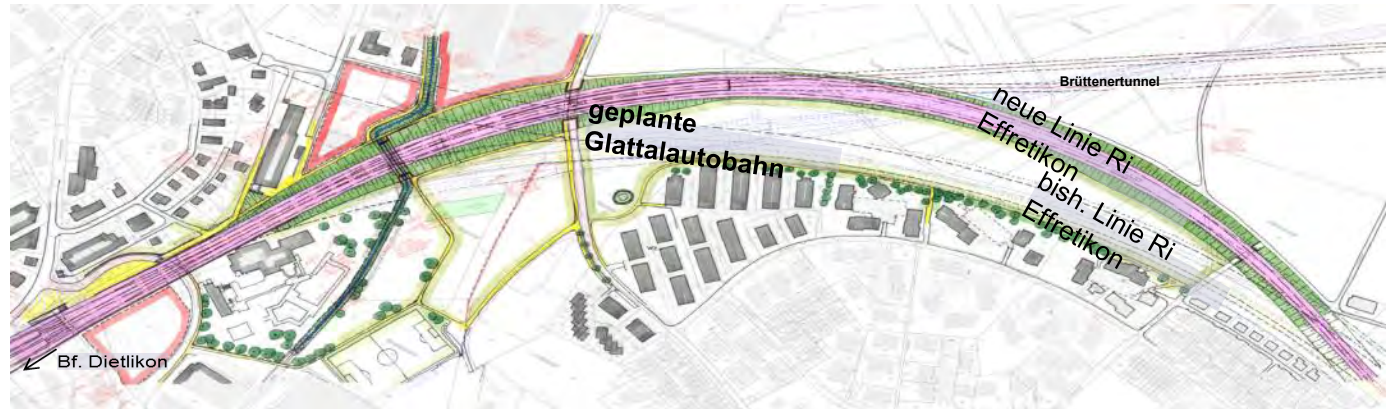 Brüttenertunnel
geplante
Glattalautobahn
neue Linie Ri
Effretikon
bish. Linie Ri
Effretikon
Bf. Dietlikon